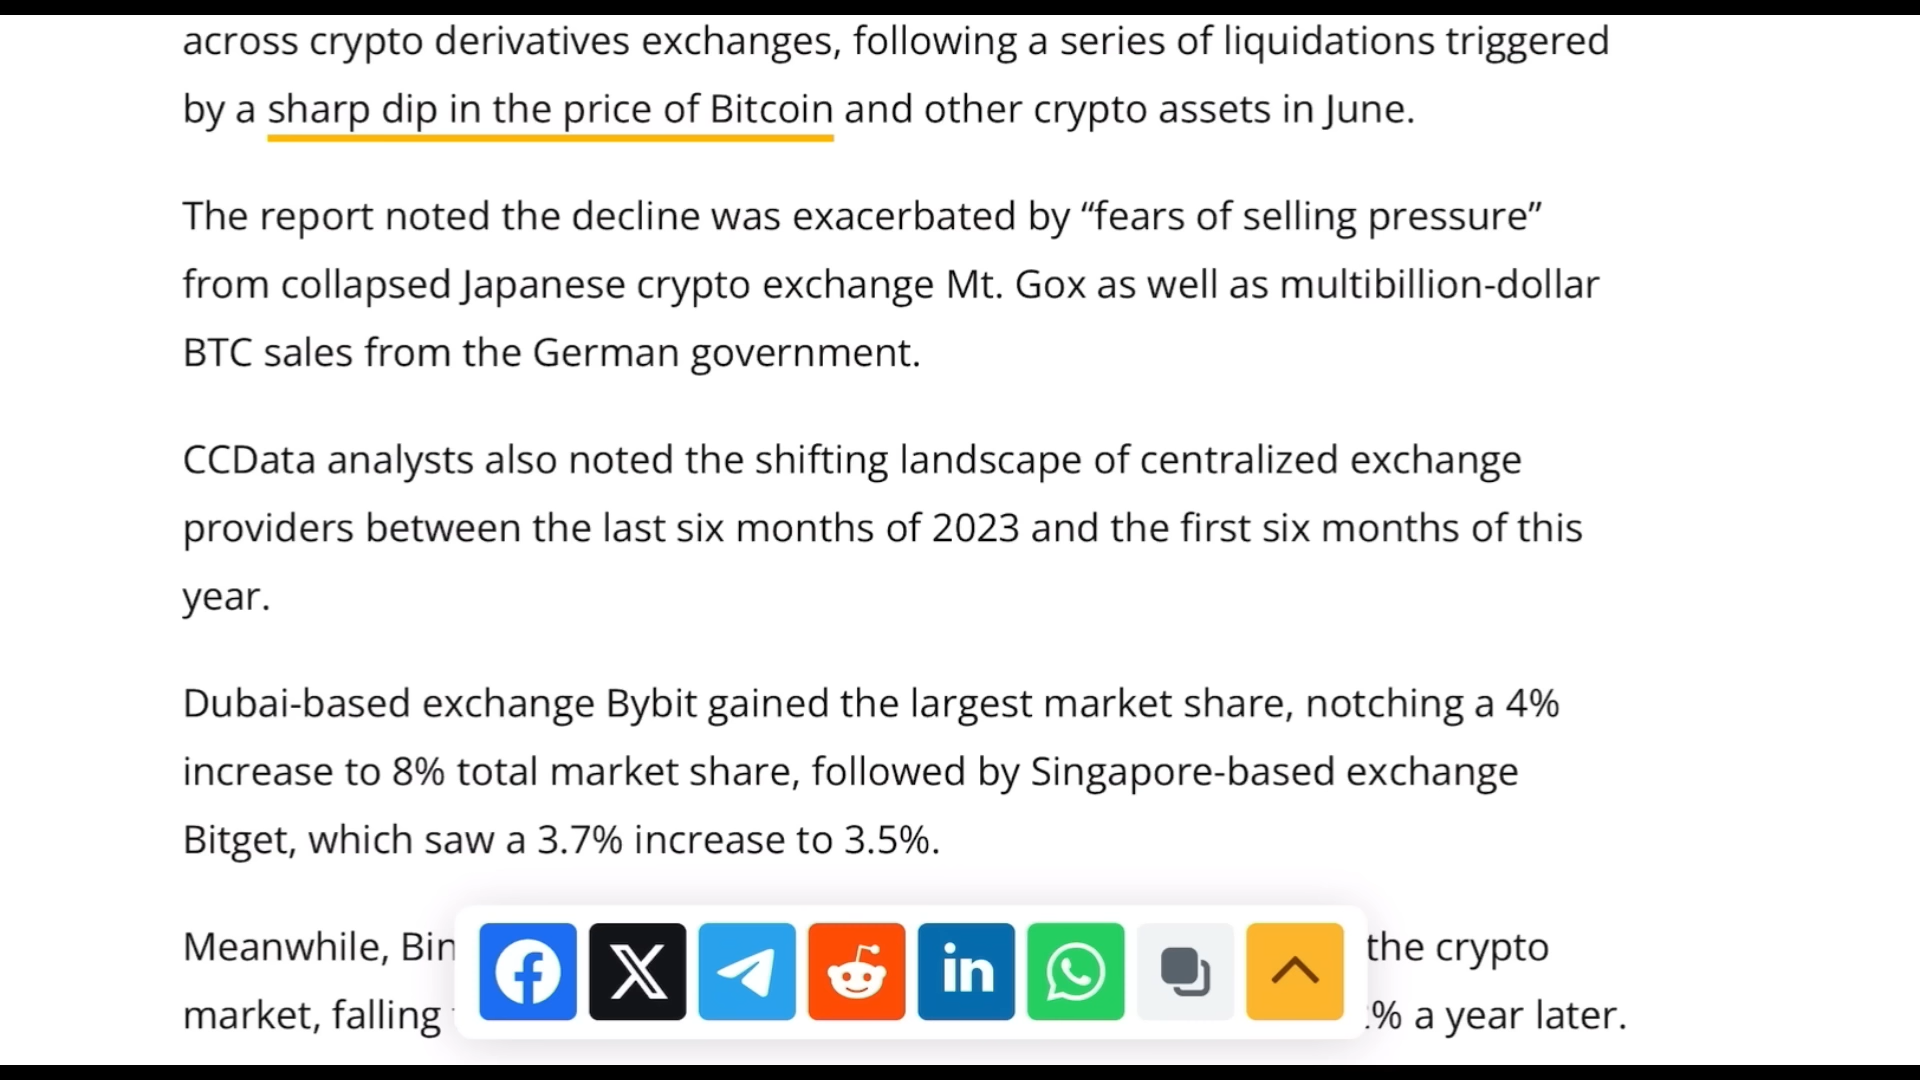 across crypto derivatives exchanges, following a series of liquidations triggered
by a sharp dip in the price of Bitcoin and other crypto assets in June.
The report noted the decline was exacerbated by “fears of selling pressure”
from collapsed Japanese crypto exchange Mt. Gox as well as multibillion-dollar
BTC sales from the German government.
CCData analysts also noted the shifting landscape of centralized exchange
providers between the last six months of 2023 and the first six months of this
year.
Dubai-based exchange Bybit gained the largest market share, notching a 4%
increase to 8% total market share, followed by Singapore-based exchange
Bitget, which saw a 3.7% increase to 3.5%.
Meanwhile, the crypto
market, falling % a year later.